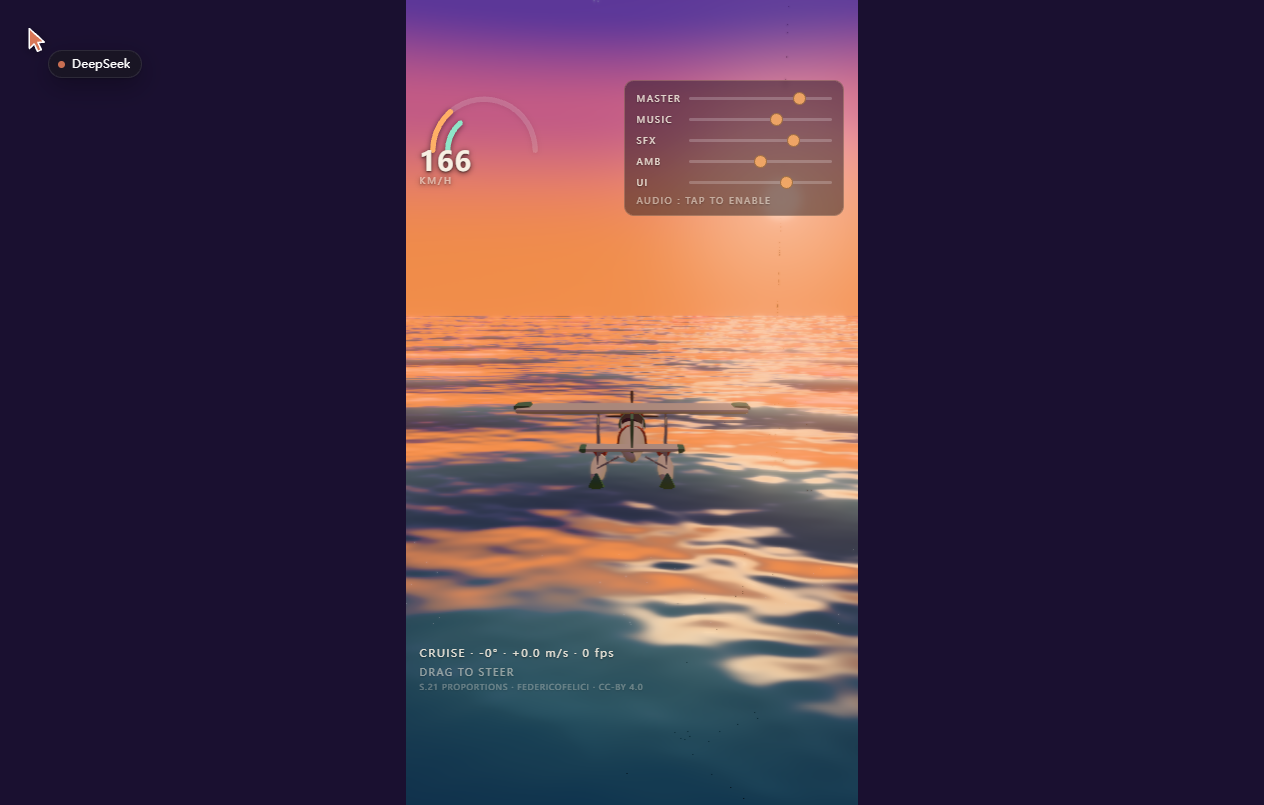 DeepSeek
MASTER
MUSIC
SFX
AMB
UI
AUDIO : TAP TO ENABLE
166
KM/H
CRUISE · -0° · +0.0 m/s · 0 fps
DRAG TO STEER
S.21 PROPORTIONS · FEDERICOFELICI · CC-BY 4.0